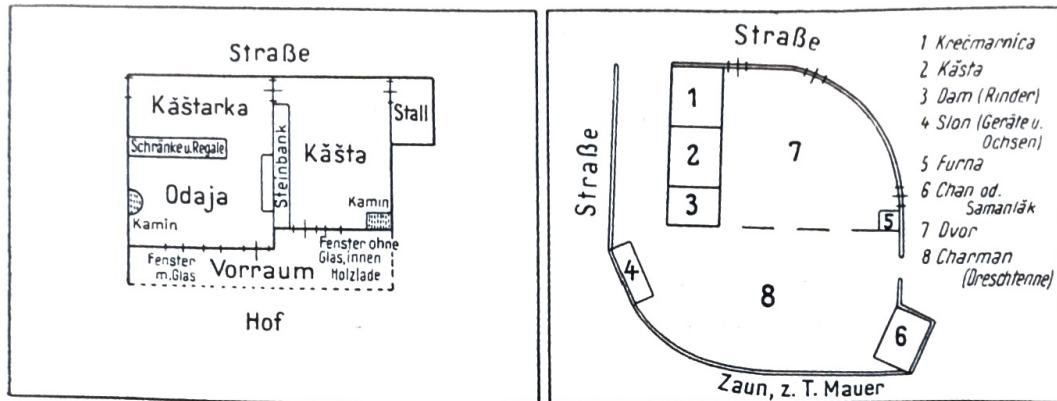 Straße
Kăštarka
Stall
Schränke u. Regale
Steinbank
Kăšta
Odaja
Kamin
Kamin
Fenster
m. Glas
Vorraum
Fenster ohne
Glas, innen
Holzlade
Hof
Straße
Straße
1
2
3
4
5
6
7
8
Zaun, z. T. Mauer
1 Krečmarnica
2 Kăsta
3 Dam (Rinder)
4 Slon (Geräte u.
Ochsen)
5 Furna
6 Chan od.
Samanlăk
7 Dvor
8 Charman
(Dreschtenne)